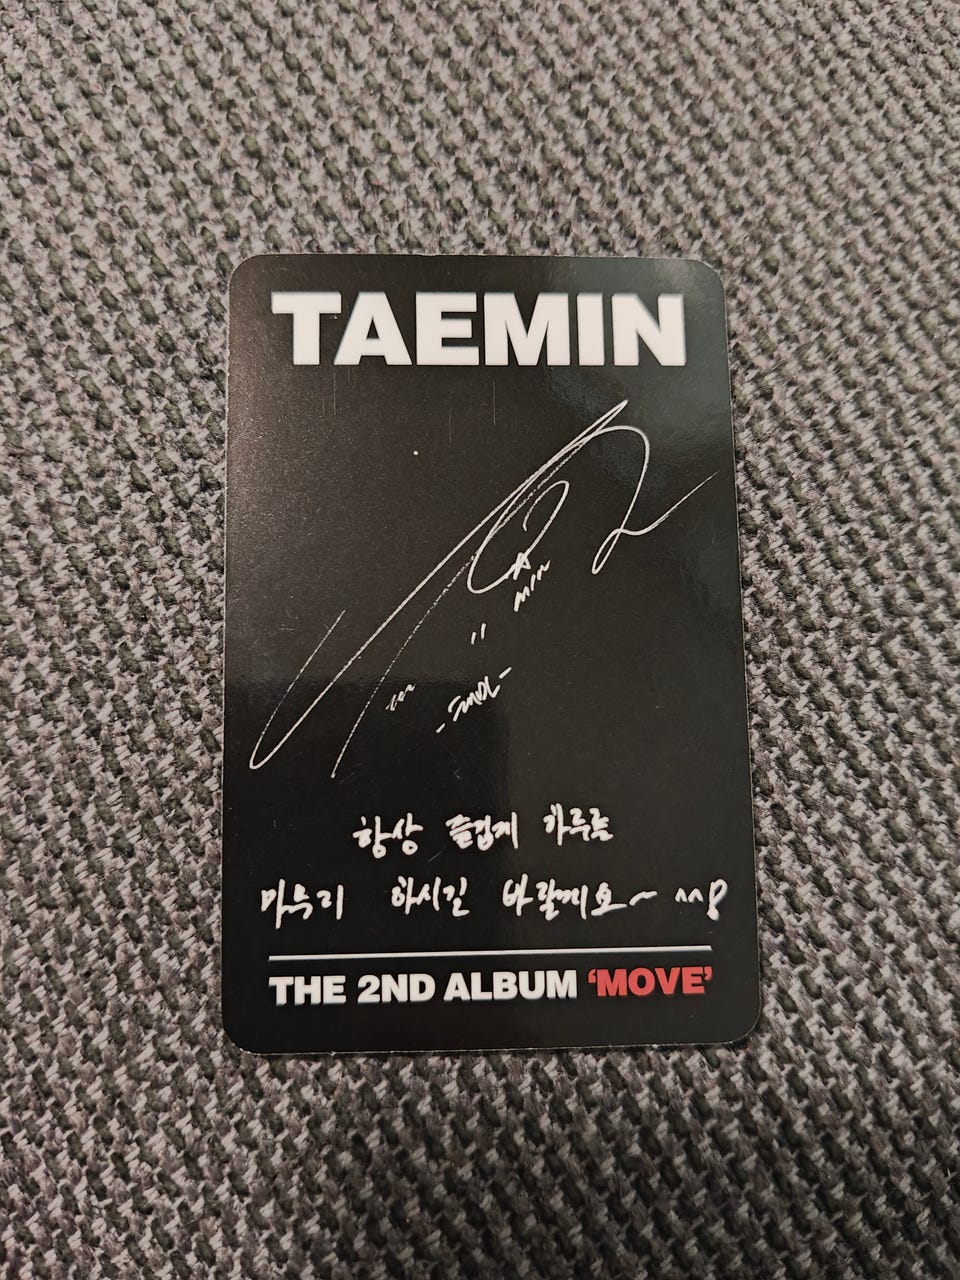 TAEMIN
MIN
항상 즐겁게 하루를
마무리 하시길 바랄게요~ ^^!
THE 2ND ALBUM ‘MOVE’